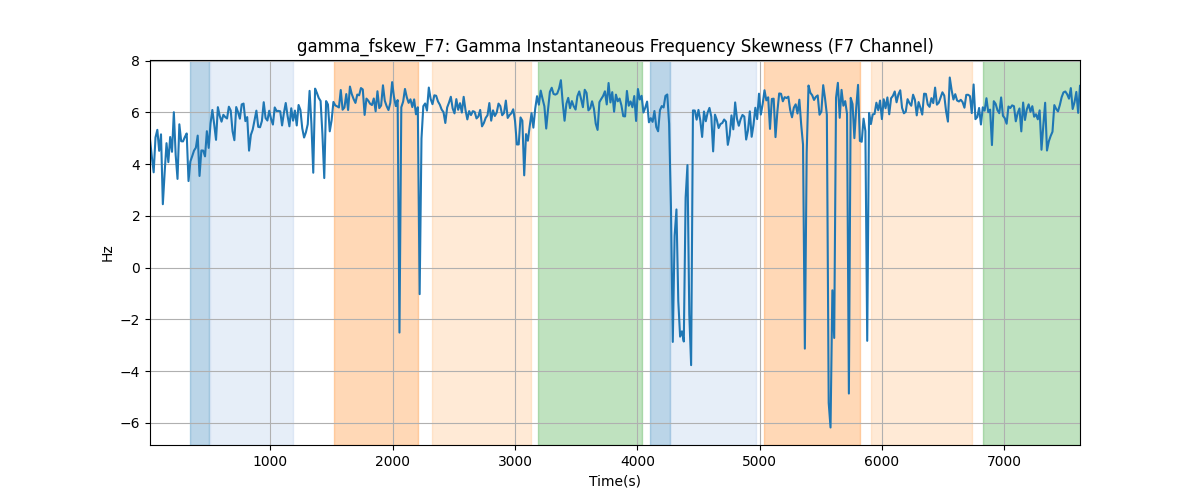 gamma_fskew_F7: Gamma Instantaneous Frequency Skewness (F7 Channel)
8
6
4
2
0
−2
−4
−6
Hz
1000 2000 3000 4000 5000 6000 7000
Time(s)